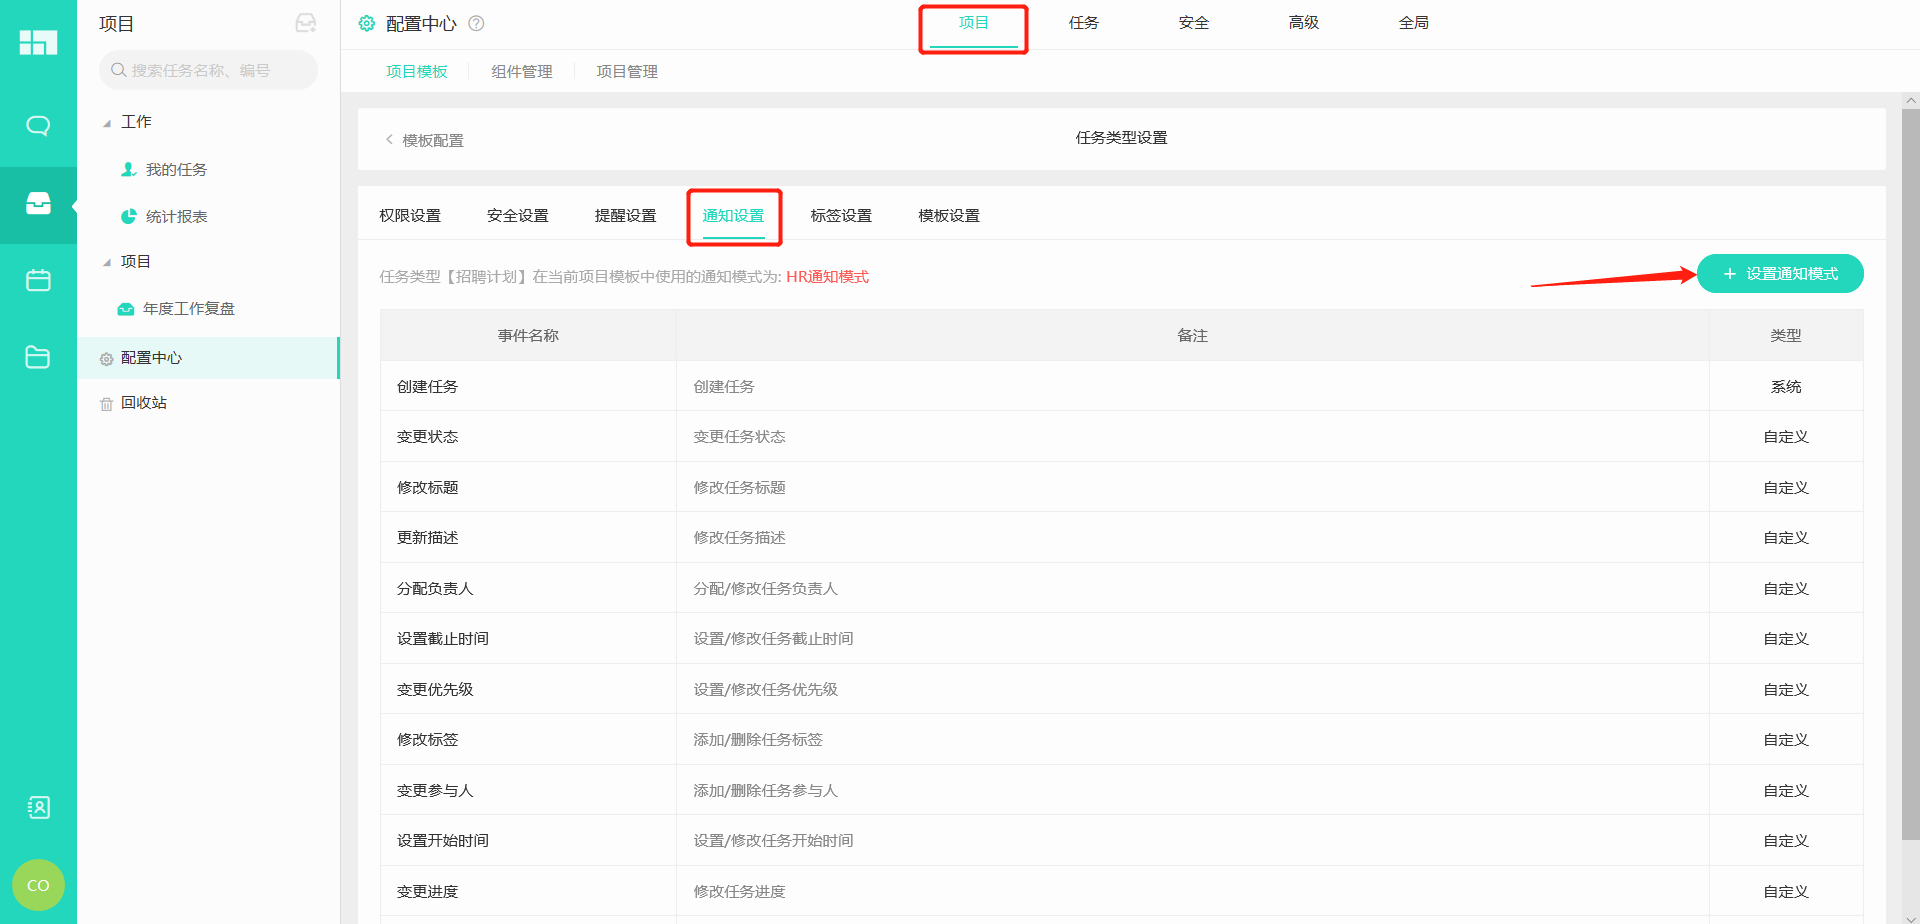 项目
搜索任务名称、编号
工作
我的任务
统计报表
项目
年度工作复盘
配置中心
回收站
CO
配置中心 ?
项目 任务 安全 高级 全局
项目模板 组件管理 项目管理
模板配置 任务类型设置
权限设置 安全设置 提醒设置 通知设置 标签设置 模板设置
任务类型【招聘计划】在当前项目模板中使用的通知模式为: HR通知模式
+ 设置通知模式
事件名称 备注 类型
创建任务 创建任务 系统
变更状态 变更任务状态 自定义
修改标题 修改任务标题 自定义
更新描述 修改任务描述 自定义
分配负责人 分配/修改任务负责人 自定义
设置截止时间 设置/修改任务截止时间 自定义
变更优先级 设置/修改任务优先级 自定义
修改标签 添加/删除任务标签 自定义
变更参与人 添加/删除任务参与人 自定义
设置开始时间 设置/修改任务开始时间 自定义
变更进度 修改任务进度 自定义